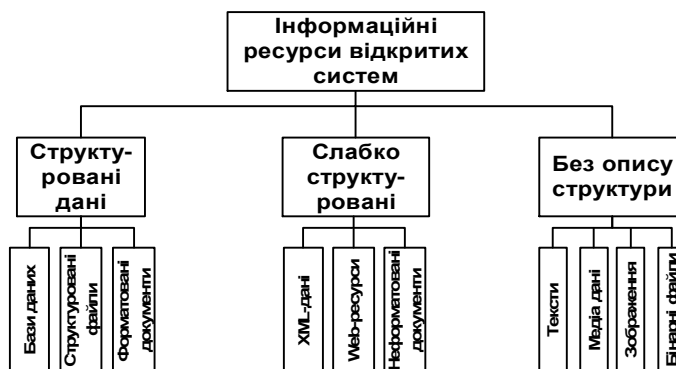 Інформаційні
ресурси відкритих
систем
Структу-
ровані
дані
Слабко
структу-
ровані
Без опису
структури
Бази даних
Структуровані
файли
Форматовані
документи
XML-дані
Web-ресурси
Неформатовані
документи
Тексти
Медіа дані
Зображення
Бінарні файли